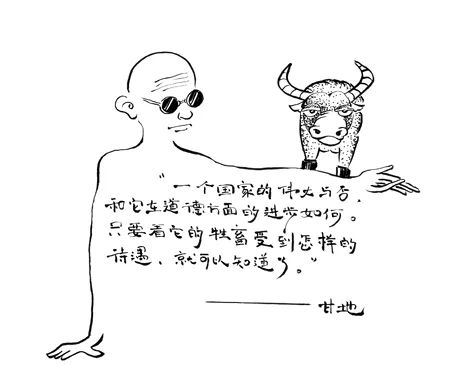 “一个国家的伟大与否，
和它在道德方面的进步如何。
只要看它的牲畜受到怎样的
待遇、就可以知道了。”
——甘地